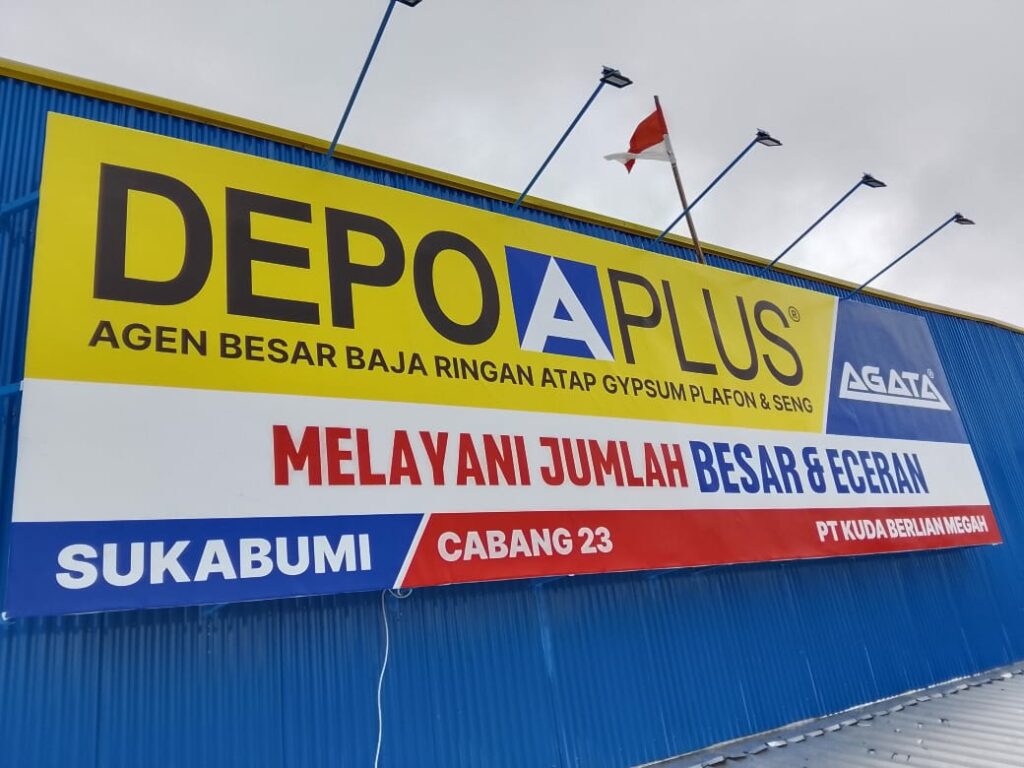 DEPO A PLUS®
AGEN BESAR BAJA RINGAN ATAP GYPSUM PLAFON & SENG
AGATA®
MELAYANI JUMLAH BESAR & ECERAN
SUKABUMI
CABANG 23
PT KUDA BERLIAN MEGAH